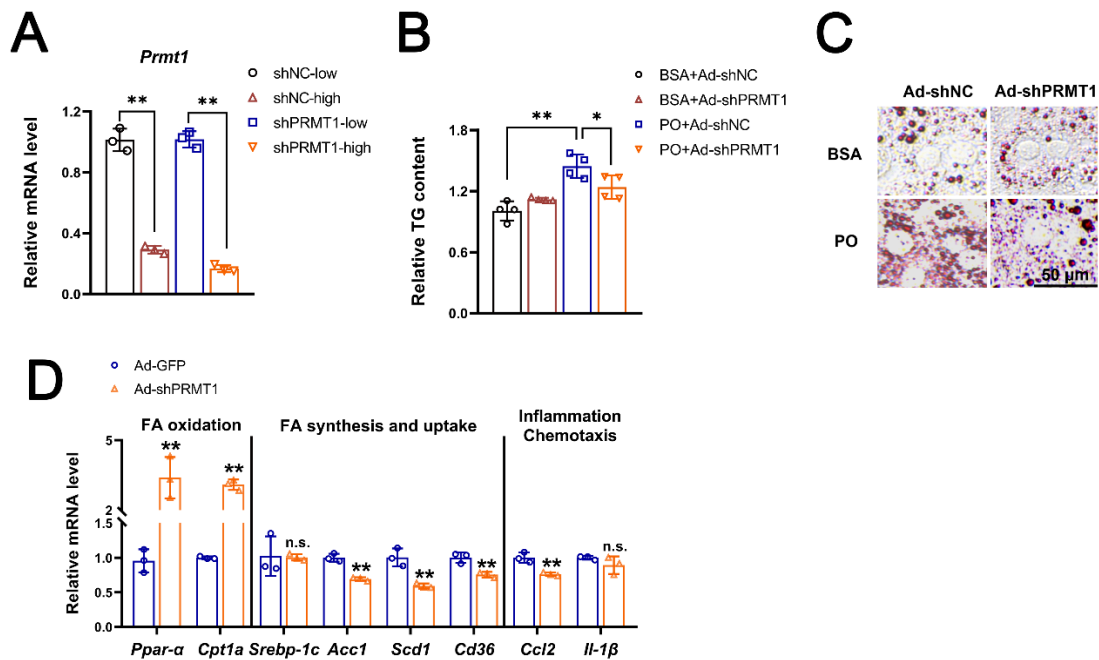 A
Prmt1
shNC-low
shNC-high
shPRMT1-low
shPRMT1-high
** **
Relative mRNA level
1.2
0.8
0.4
0.0
B
BSA+Ad-shNC
BSA+Ad-shPRMT1
PO+Ad-shNC
PO+Ad-shPRMT1
** *
Relative TG content
1.8
1.2
0.6
0.0
C
Ad-shNC Ad-shPRMT1
BSA
PO
50 μm
D
Ad-GFP
Ad-shPRMT1
FA oxidation FA synthesis and uptake Inflammation
Chemotaxis
Relative mRNA level
5
2
1.5
1.0
0.5
0.0
** ** n.s. ** ** ** ** n.s.
Ppar-α Cpt1a Srebp-1c Acc1 Scd1 Cd36 Ccl2 Il-1β